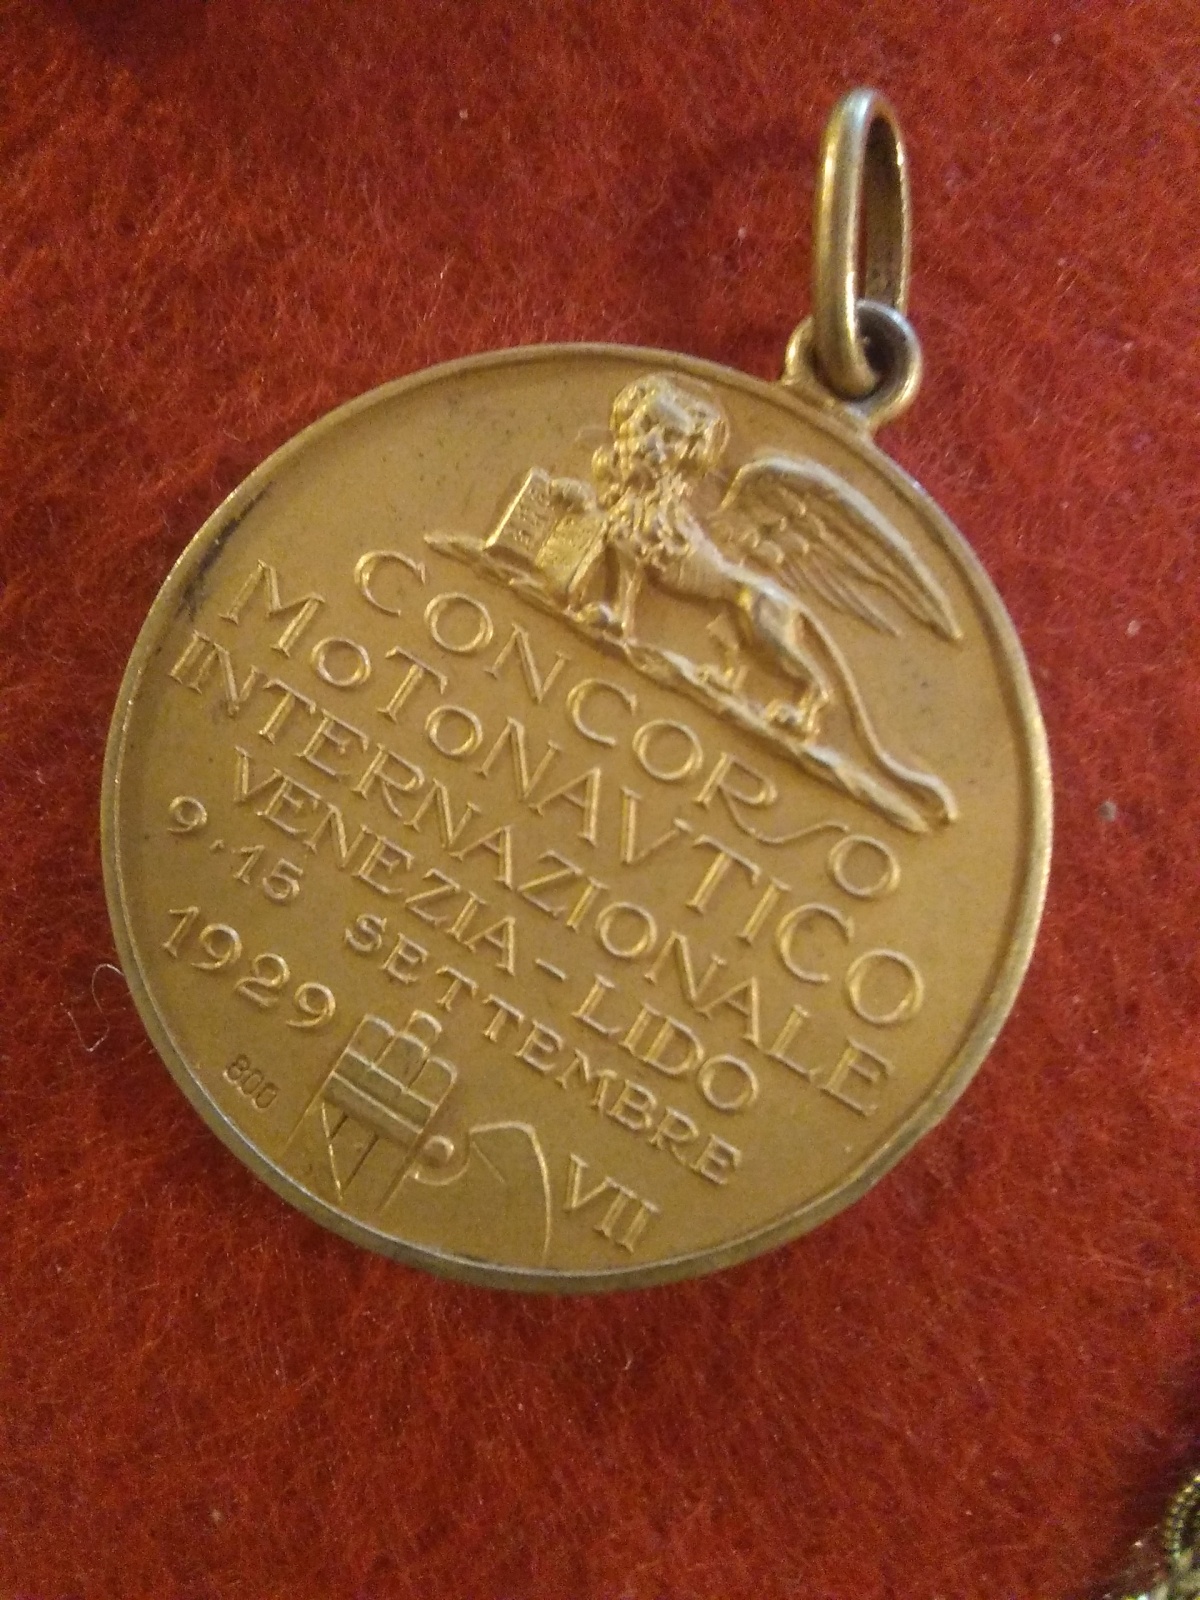 CONCORSO
MOTONAVTICO
INTERNAZIONALE
VENEZIA-LIDO
9·15 SETTEMBRE
1929 VII
800